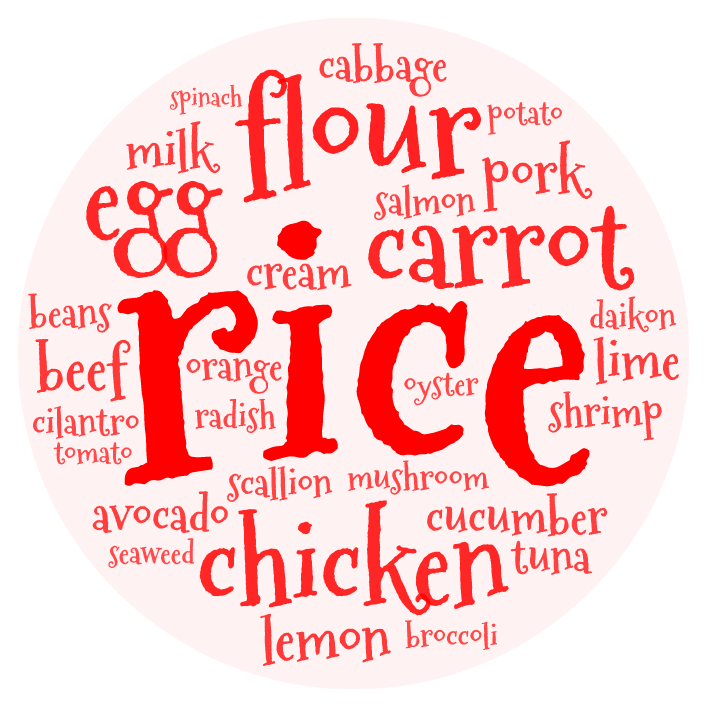 cabbage
spinach
flour
potato
milk
pork
egg
salmon
carrot
cream
rice
beans
daikon
beef
orange
oyster
lime
cilantro
radish
shrimp
tomato
scallion
mushroom
avocado
cucumber
seaweed
chicken
tuna
lemon
broccoli